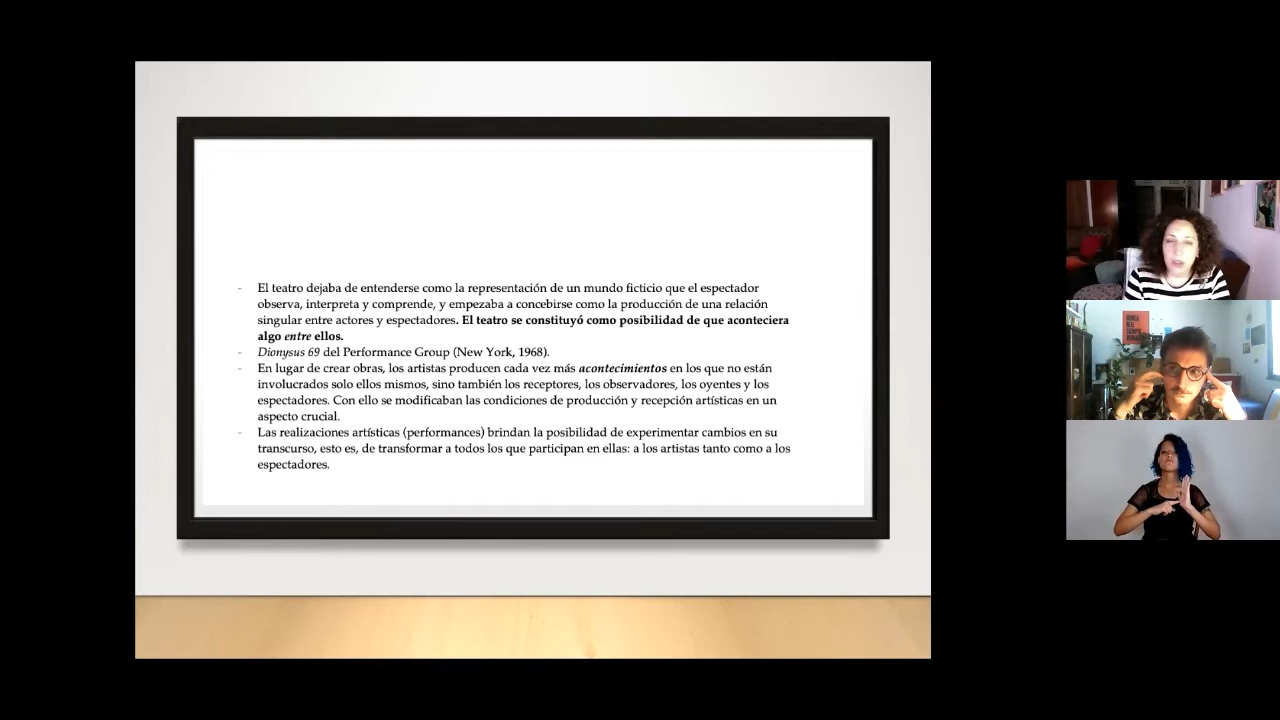 - El teatro dejaba de entenderse como la representación de un mundo ficticio que el espectador
observa, interpreta y comprende, y empezaba a concebirse como la producción de una relación
singular entre actores y espectadores. El teatro se constituyó como posibilidad de que aconteciera
algo entre ellos.
- Dionysus 69 del Performance Group (New York, 1968).
- En lugar de crear obras, los artistas producen cada vez más acontecimientos en los que no están
involucrados solo ellos mismos, sino también los receptores, los observadores, los oyentes y los
espectadores. Con ello se modificaban las condiciones de producción y recepción artísticas en un
aspecto crucial.
- Las realizaciones artísticas (performances) brindan la posibilidad de experimentar cambios en su
transcurso, esto es, de transformar a todos los que participan en ellas: a los artistas tanto como a los
espectadores.